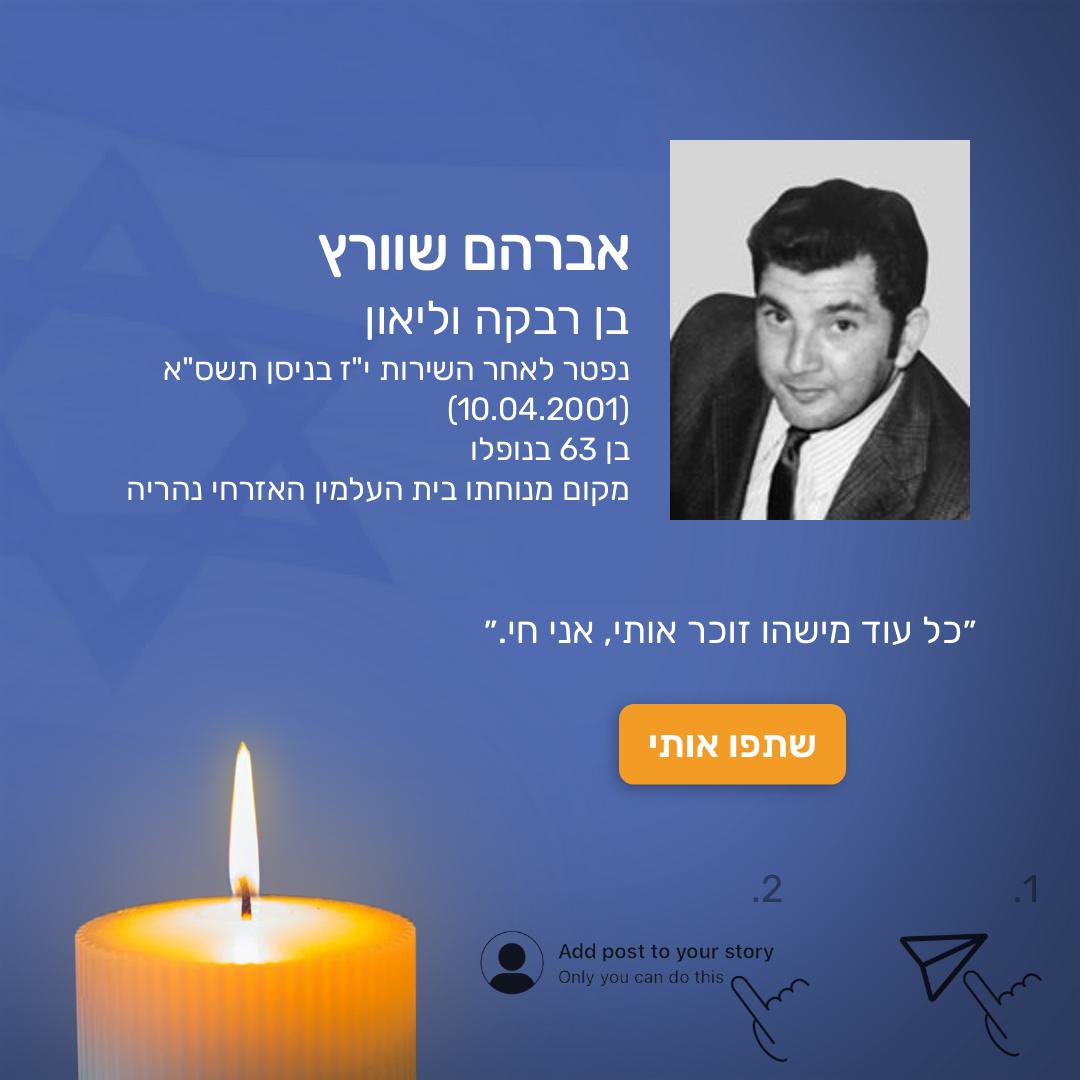 אברהם שוורץ
בן רבקה וליאון
נפטר לאחר השירות י"ז בניסן תשס"א
(10.04.2001)
בן 63 בנופלו
מקום מנוחתו בית העלמין האזרחי נהריה
״כל עוד מישהו זוכר אותי, אני חי.״
שתפו אותי
.1
.2
Add post to your story
Only you can do this